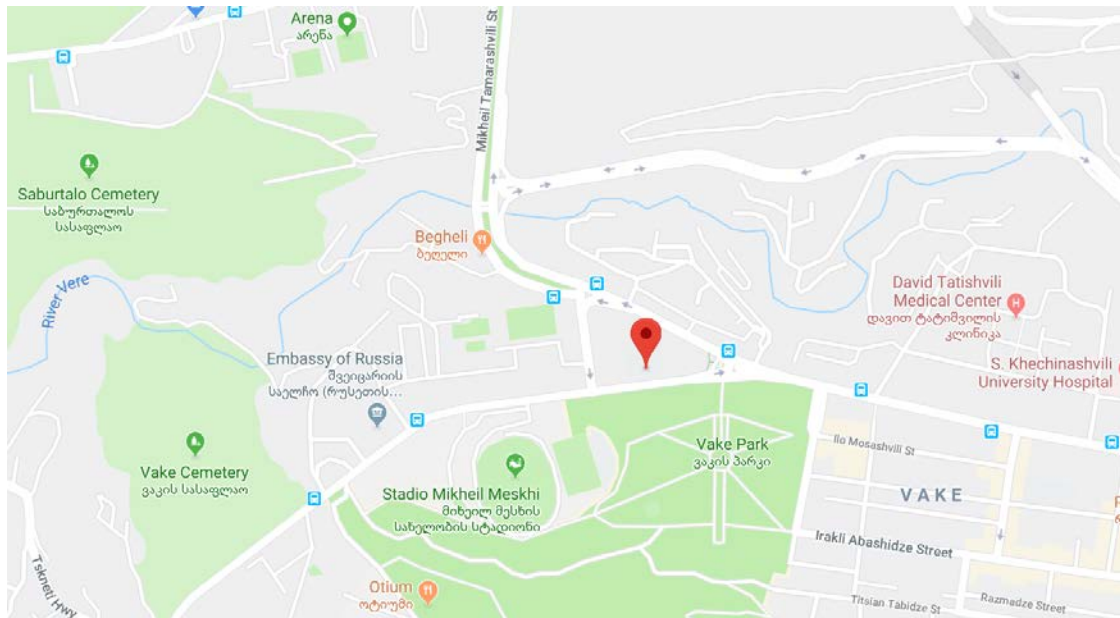 Arena
არენა
Mikheil Tamarashvili St
Saburtalo Cemetery
საბურთალოს
სასაფლაო
Begheli
ბეღელი
River Vere
David Tatishvili
Medical Center
დავით ტატიშვილის
კლინიკა
Embassy of Russia
შვეიცარიის
საელჩო (რუსეთის...
S. Khechinashvili
University Hospital
Vake Park
ვაკის პარკი
Ilo Mosashvili St
Vake Cemetery
ვაკის სასაფლაო
Stadio Mikheil Meskhi
მიხეილ მესხის
სახელობის სტადიონი
VAKE
Irakli Abashidze Street
Tskneti Hwy
Otium
ოტიუმი
Titsian Tabidze St
Razmadze Street